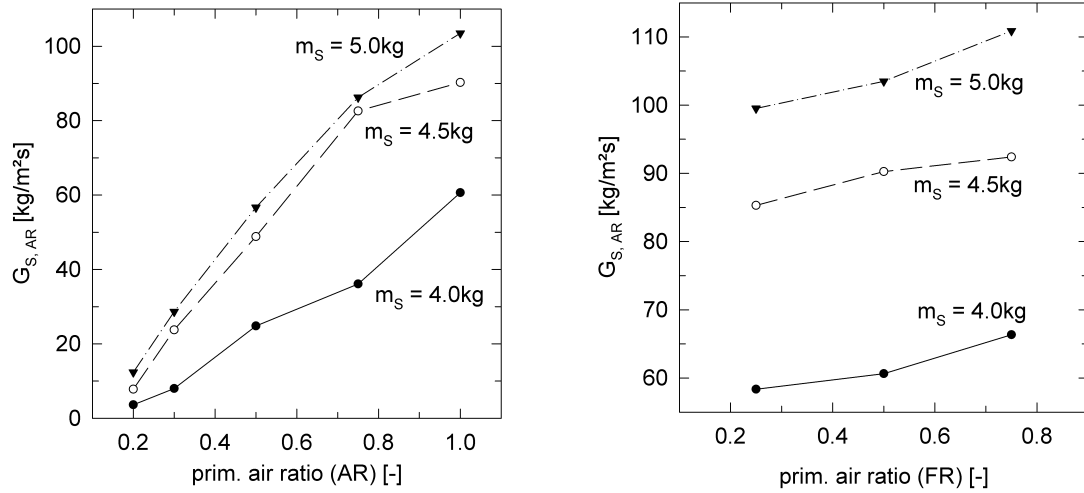 100
80
60
40
20
0
G_S, AR [kg/m²s]
m_S = 5.0kg
m_S = 4.5kg
m_S = 4.0kg
0.2 0.4 0.6 0.8 1.0
prim. air ratio (AR) [-]
110
100
90
80
70
60
G_S, AR [kg/m²s]
m_S = 5.0kg
m_S = 4.5kg
m_S = 4.0kg
0.2 0.4 0.6 0.8
prim. air ratio (FR) [-]